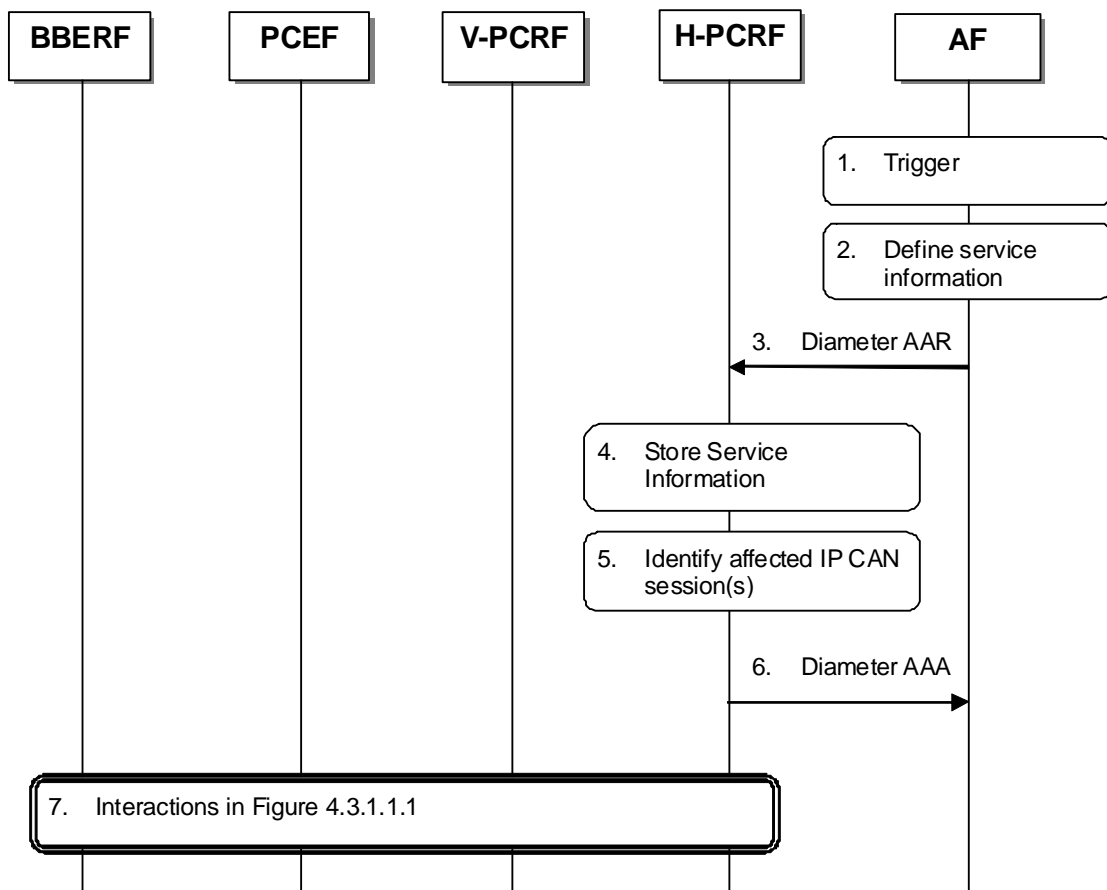 BBERF
PCEF
V-PCRF
H-PCRF
AF
1. Trigger
2. Define service
information
3. Diameter AAR
4. Store Service
Information
5. Identify affected IP CAN
session(s)
6. Diameter AAA
7. Interactions in Figure 4.3.1.1.1